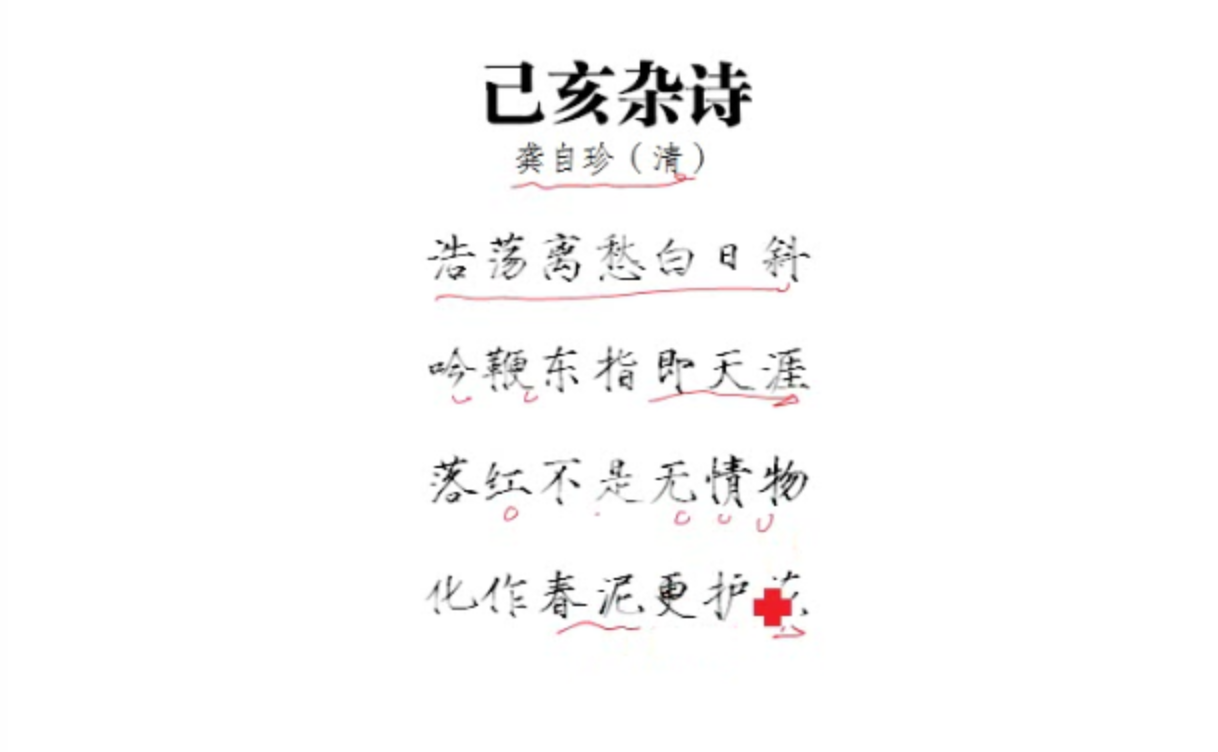 己亥杂诗
龚自珍（清）
浩荡离愁白日斜
吟鞭东指即天涯
落红不是无情物
化作春泥更护